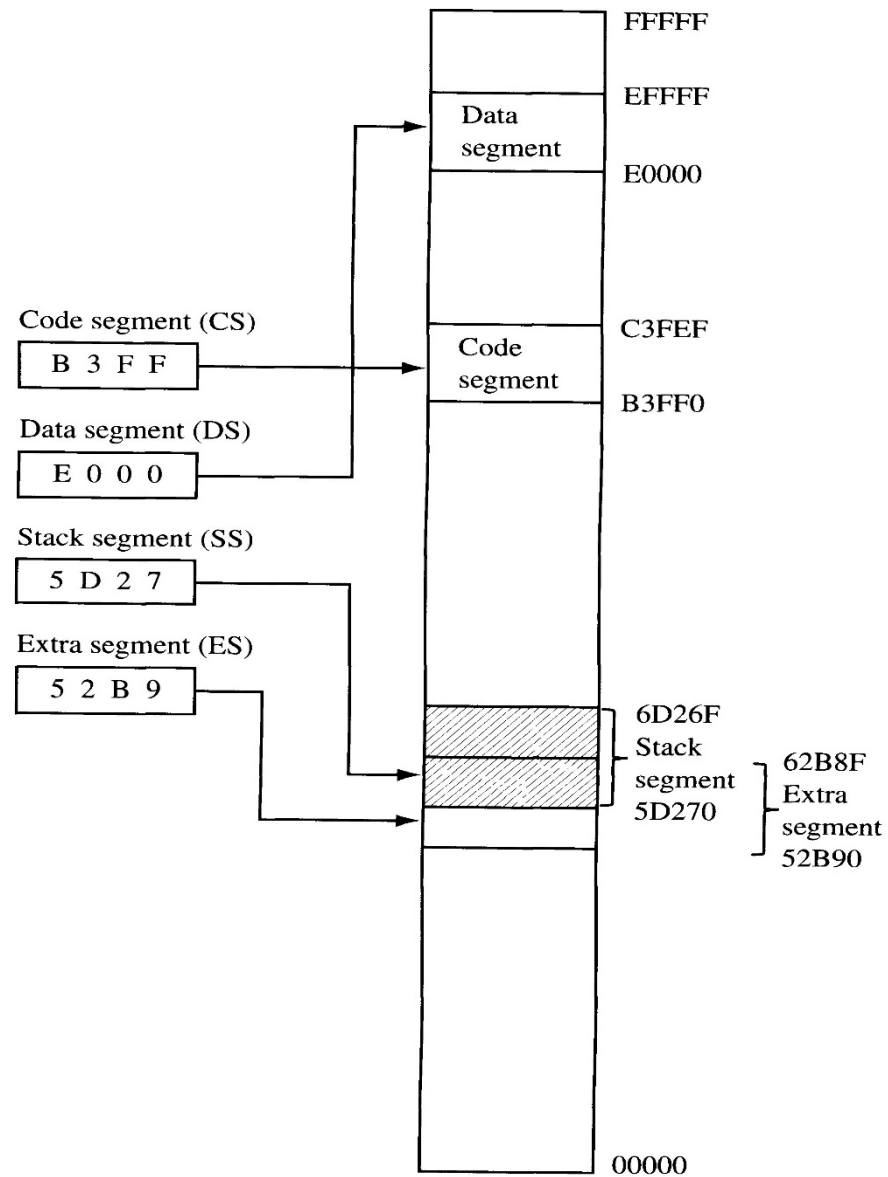 FFFFF
EFFFF
Data
segment
E0000
Code segment (CS)
B 3 F F
C3FEF
Code
segment
B3FF0
Data segment (DS)
E 0 0 0
Stack segment (SS)
5 D 2 7
Extra segment (ES)
5 2 B 9
6D26F
Stack
segment
5D270
62B8F
Extra
segment
52B90
00000